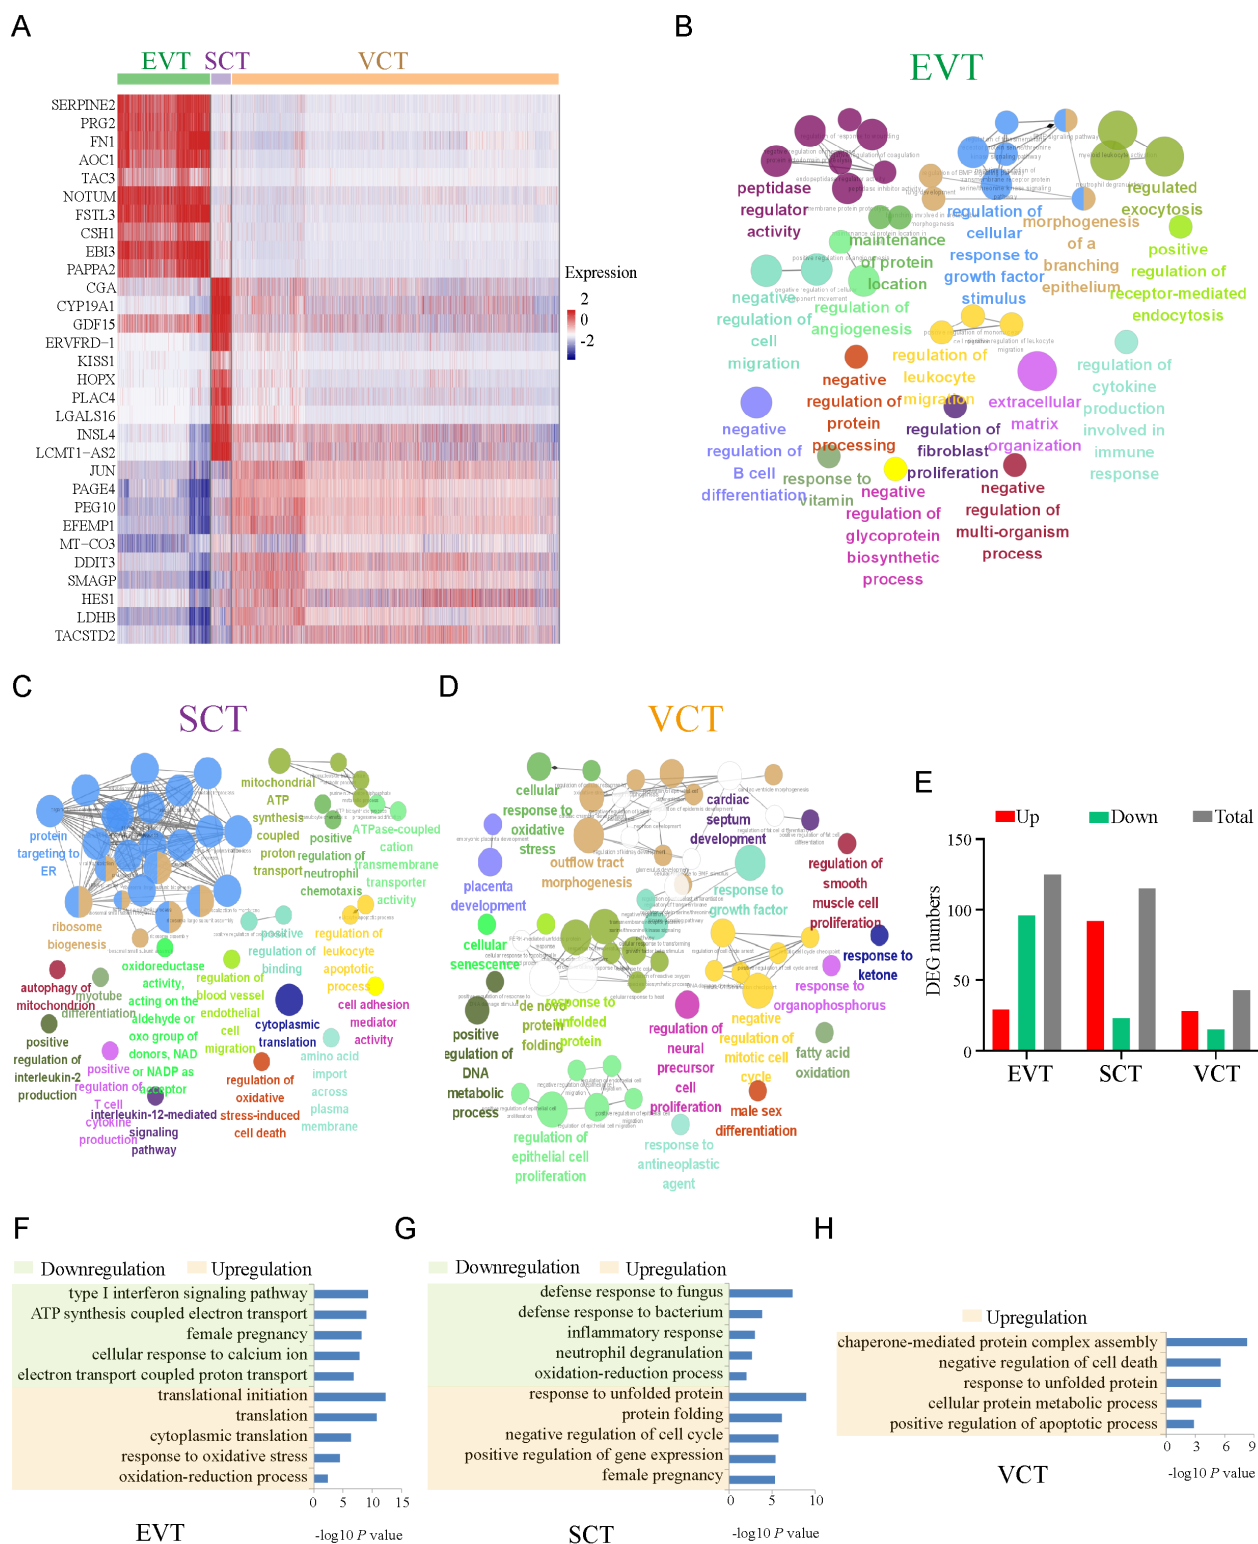 A
EVT
SCT
VCT
SERPINE2
PRG2
FN1
AOC1
TAC3
NOTUM
FSTL3
CSH1
EBI3
PAPPA2
CGA
CYP19A1
GDF15
ERVFRD−1
KISS1
HOPX
PLAC4
LGALS16
INSL4
LCMT1−AS2
JUN
PAGE4
PEG10
EFEMP1
MT−CO3
DDIT3
SMAGP
HES1
LDHB
TACSTD2
Expression
2
0
-2
B
EVT
peptidase
regulator
activity
maintenance
of protein
location
regulation of
cellular
response to
growth factor
stimulus
morphogenesis
of a
branching
epithelium
regulated
exocytosis
positive
regulation of
receptor-mediated
endocytosis
negative
regulation of
cell
migration
regulation of
angiogenesis
regulation of
leukocyte
migration
regulation of
cytokine
production
involved in
immune
response
negative
regulation of
protein
processing
extracellular
matrix
organization
negative
regulation of
B cell
differentiation
regulation of
fibroblast
proliferation
response to
vitamin
negative
regulation of
glycoprotein
biosynthetic
process
negative
regulation of
multi-organism
process
C
SCT
protein
targeting to
ER
mitochondrial
ATP
synthesis
coupled
proton
transport
positive
regulation of
neutrophil
chemotaxis
ATPase-coupled
cation
transmembrane
transporter
activity
ribosome
biogenesis
positive
regulation of
binding
regulation of
leukocyte
apoptotic
process
autophagy of
mitochondrion
myotube
differentiation
oxidoreductase
activity,
acting on the
aldehyde or
oxo group of
donors, NAD
or NADP as
acceptor
regulation of
blood vessel
endothelial
cell
migration
cytoplasmic
translation
cell adhesion
mediator
activity
positive
regulation of
interleukin-2
production
positive
regulation of
T cell
cytokine
production
interleukin-12-mediated
signaling
pathway
regulation of
oxidative
stress-induced
cell death
amino acid
import
across
plasma
membrane
D
VCT
cellular
response to
oxidative
stress
cardiac
septum
development
outflow tract
morphogenesis
placenta
development
regulation of
smooth
muscle cell
proliferation
response to
growth factor
cellular
senescence
response to
ketone
response to
organophosphorus
de novo
protein
folding
response to
unfolded
protein
positive
regulation of
DNA
metabolic
process
regulation of
neural
precursor
cell
proliferation
negative
regulation of
mitotic cell
cycle
fatty acid
oxidation
male sex
differentiation
regulation of
epithelial cell
proliferation
response to
antineoplastic
agent
E
Up
Down
Total
DEG numbers
150
100
50
0
EVT
SCT
VCT
F
Downregulation
Upregulation
type I interferon signaling pathway
ATP synthesis coupled electron transport
female pregnancy
cellular response to calcium ion
electron transport coupled proton transport
translational initiation
translation
cytoplasmic translation
response to oxidative stress
oxidation-reduction process
0 5 10 15
-log10 P value
EVT
G
Downregulation
Upregulation
defense response to fungus
defense response to bacterium
inflammatory response
neutrophil degranulation
oxidation-reduction process
response to unfolded protein
protein folding
negative regulation of cell cycle
positive regulation of gene expression
female pregnancy
0 5 10
-log10 P value
SCT
H
Upregulation
chaperone-mediated protein complex assembly
negative regulation of cell death
response to unfolded protein
cellular protein metabolic process
positive regulation of apoptotic process
0 3 6 9
-log10 P value
VCT